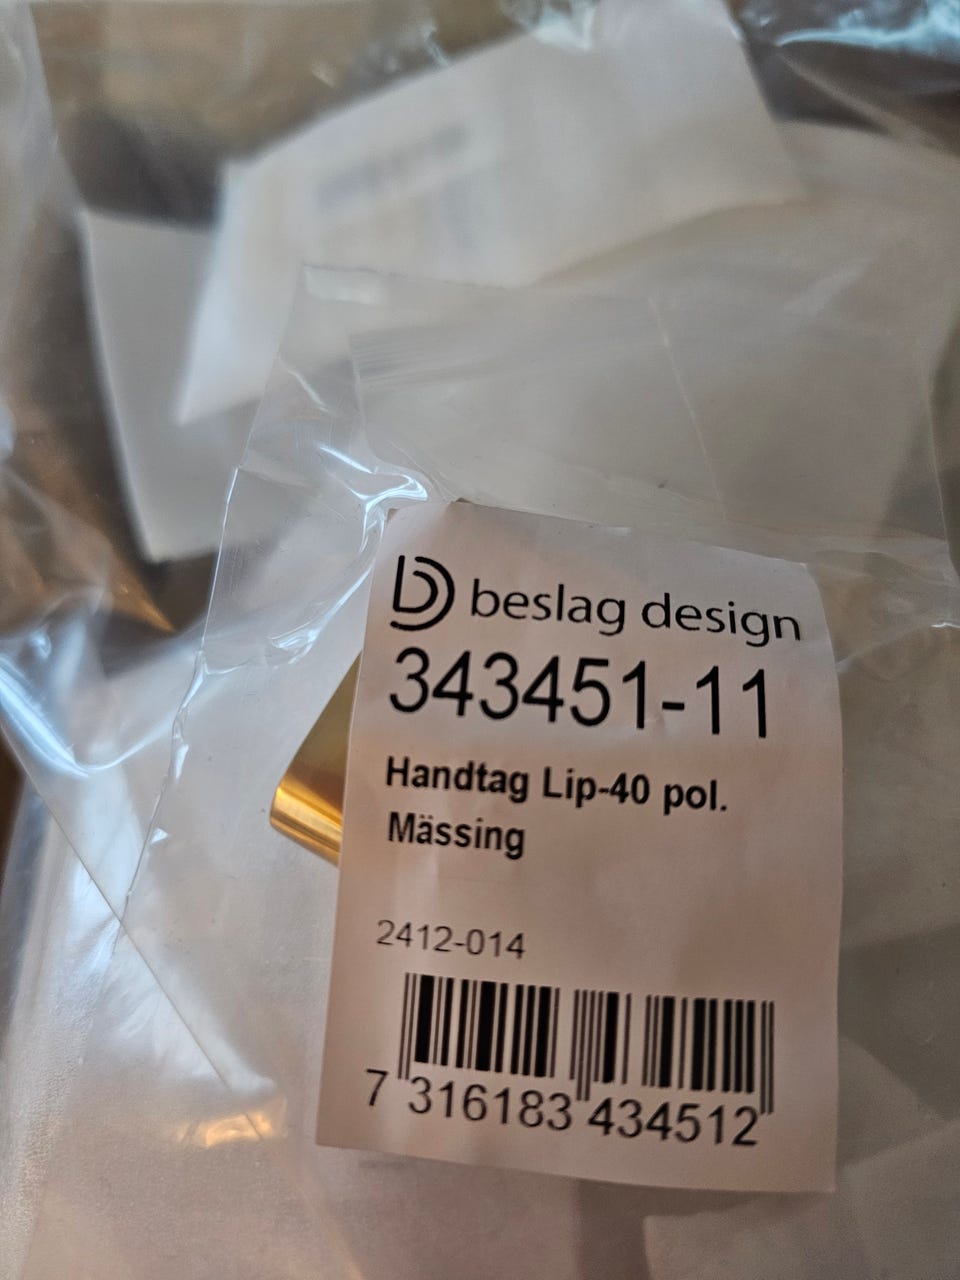 beslag design
343451-11
Handtag Lip-40 pol.
Mässing
2412-014
7 316183 434512